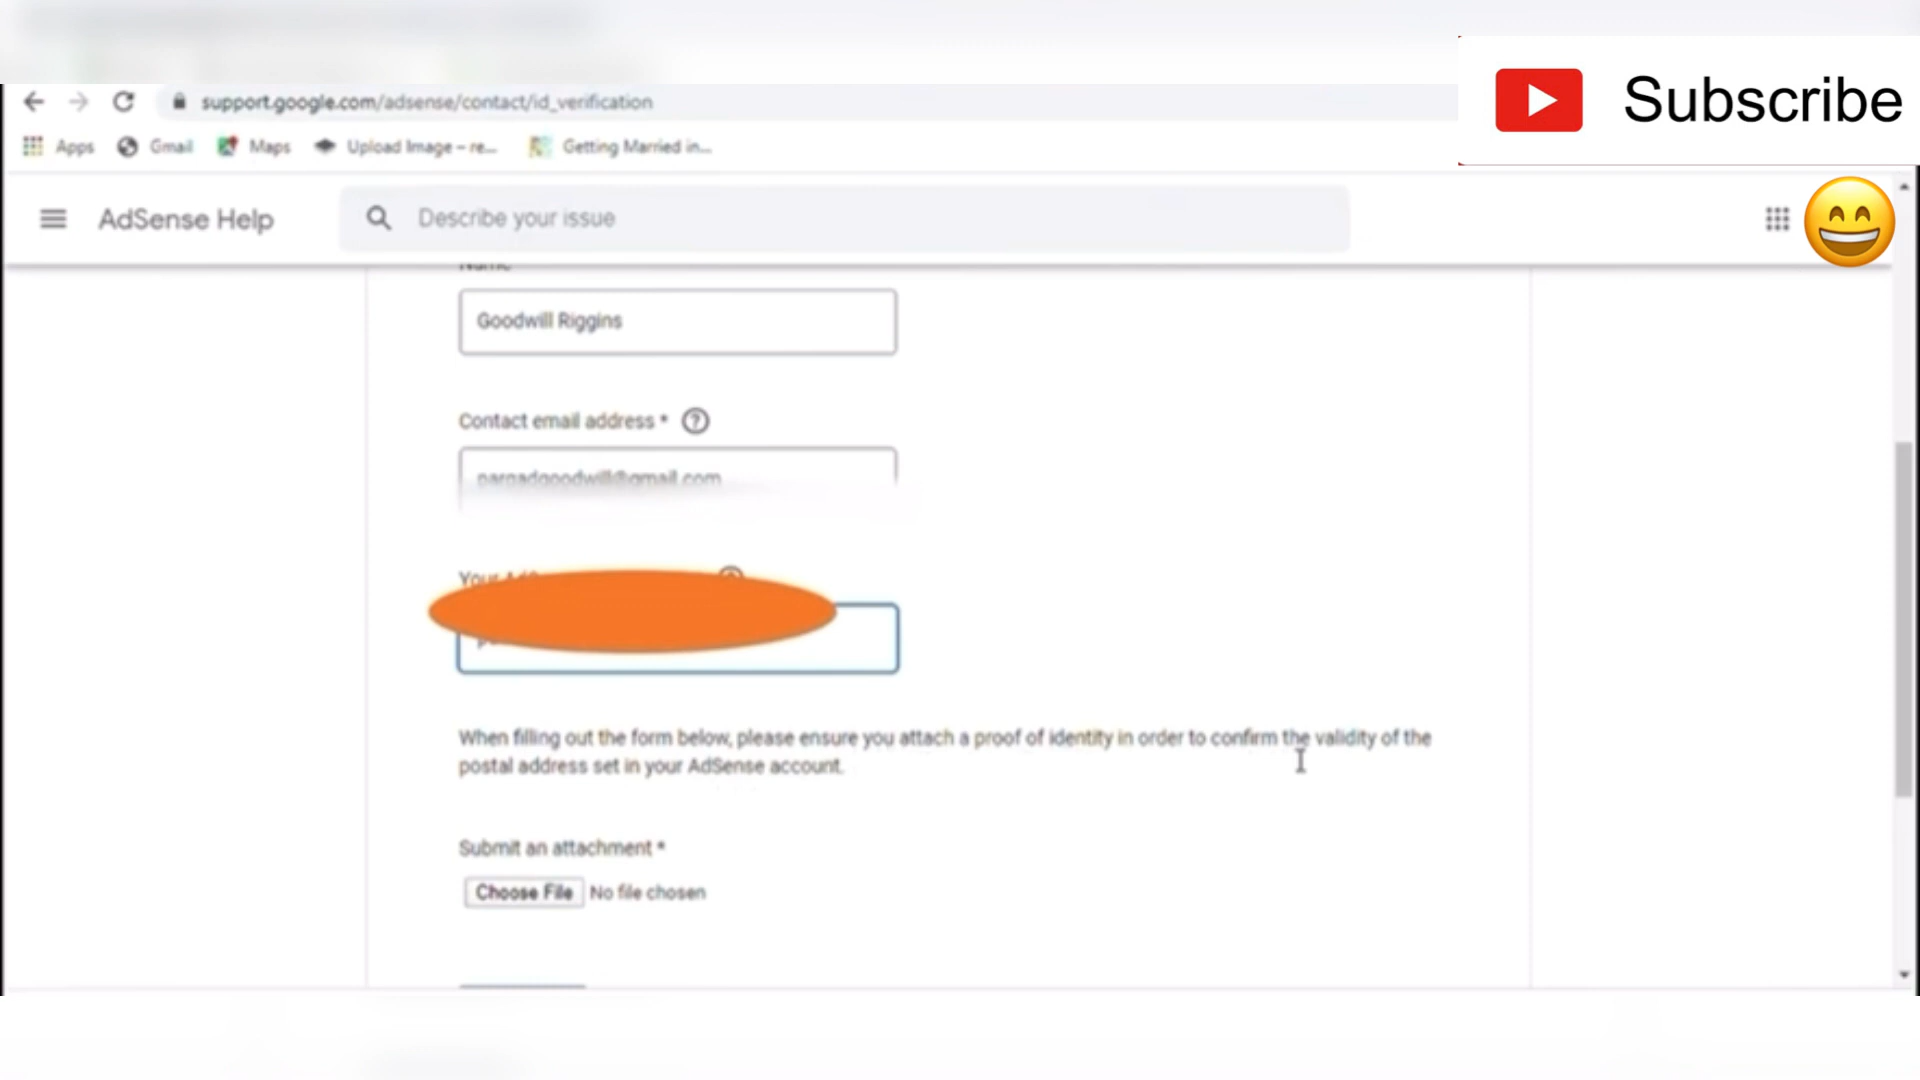 support.google.com/adsense/contact/id_verification
Subscribe
Apps
Gmail
Maps
Upload Image – re...
Getting Married in...
AdSense Help
Describe your issue
Name
Goodwill Riggins
Contact email address *
pargadgoodwill@gmail.com
Your
When filling out the form below, please ensure you attach a proof of identity in order to confirm the validity of the
postal address set in your AdSense account.
Submit an attachment *
Choose File No file chosen